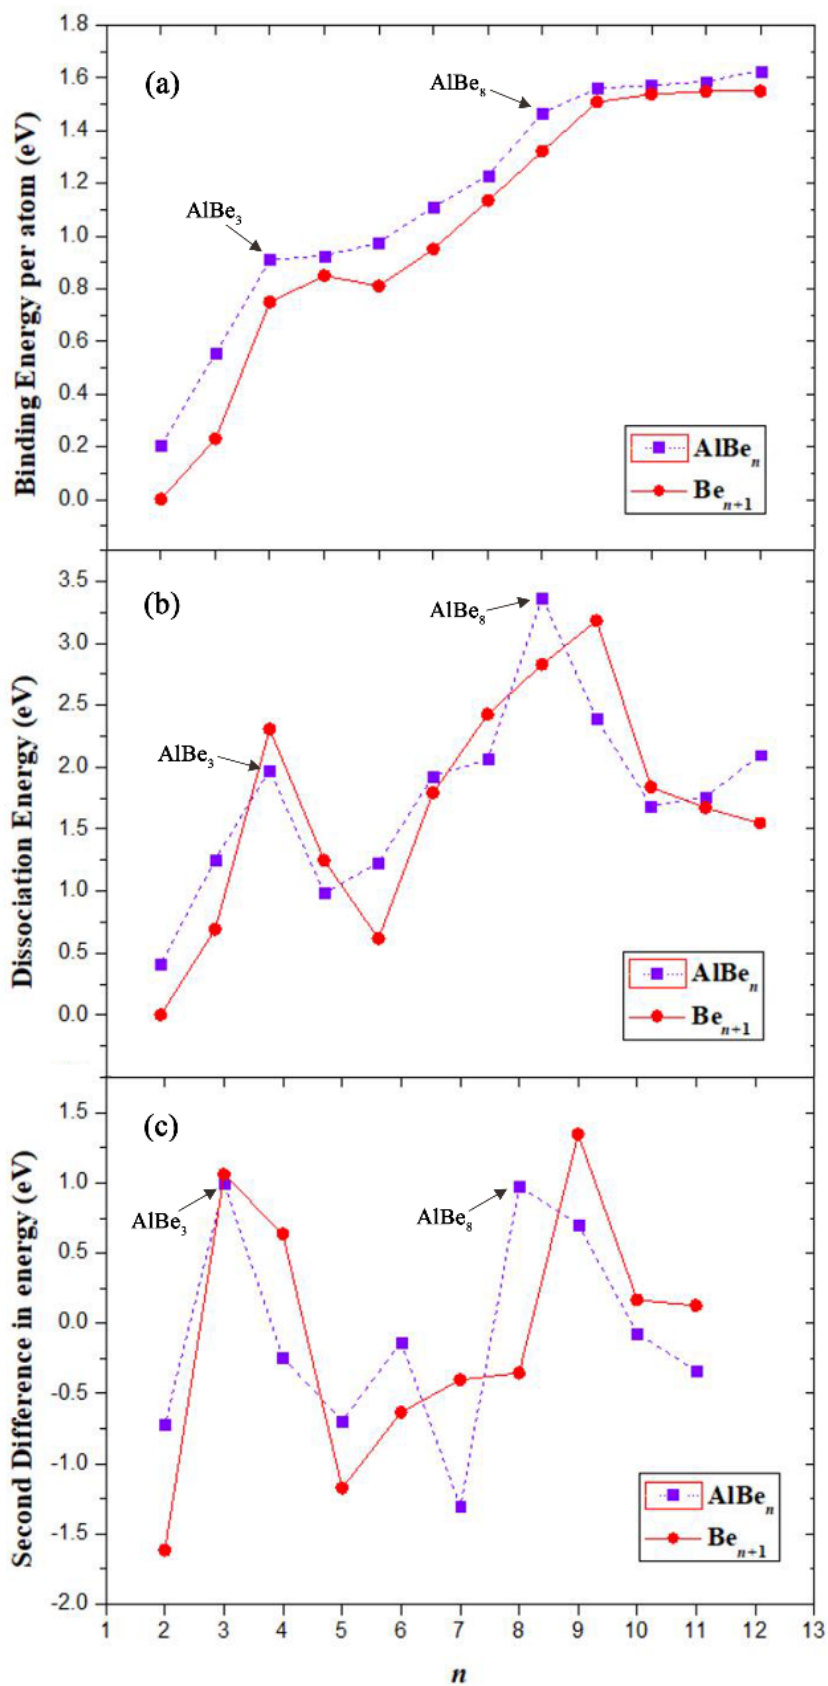 Binding Energy per atom (eV)
1.8
1.6
1.4
1.2
1.0
0.8
0.6
0.4
0.2
0.0
(a)
AlBe3
AlBe8
AlBen
Ben+1
Dissociation Energy (eV)
3.5
3.0
2.5
2.0
1.5
1.0
0.5
0.0
(b)
AlBe3
AlBe8
AlBen
Ben+1
Second Difference in energy (eV)
1.5
1.0
0.5
0.0
-0.5
-1.0
-1.5
-2.0
(c)
AlBe3
AlBe8
AlBen
Ben+1
1 2 3 4 5 6 7 8 9 10 11 12 13
n